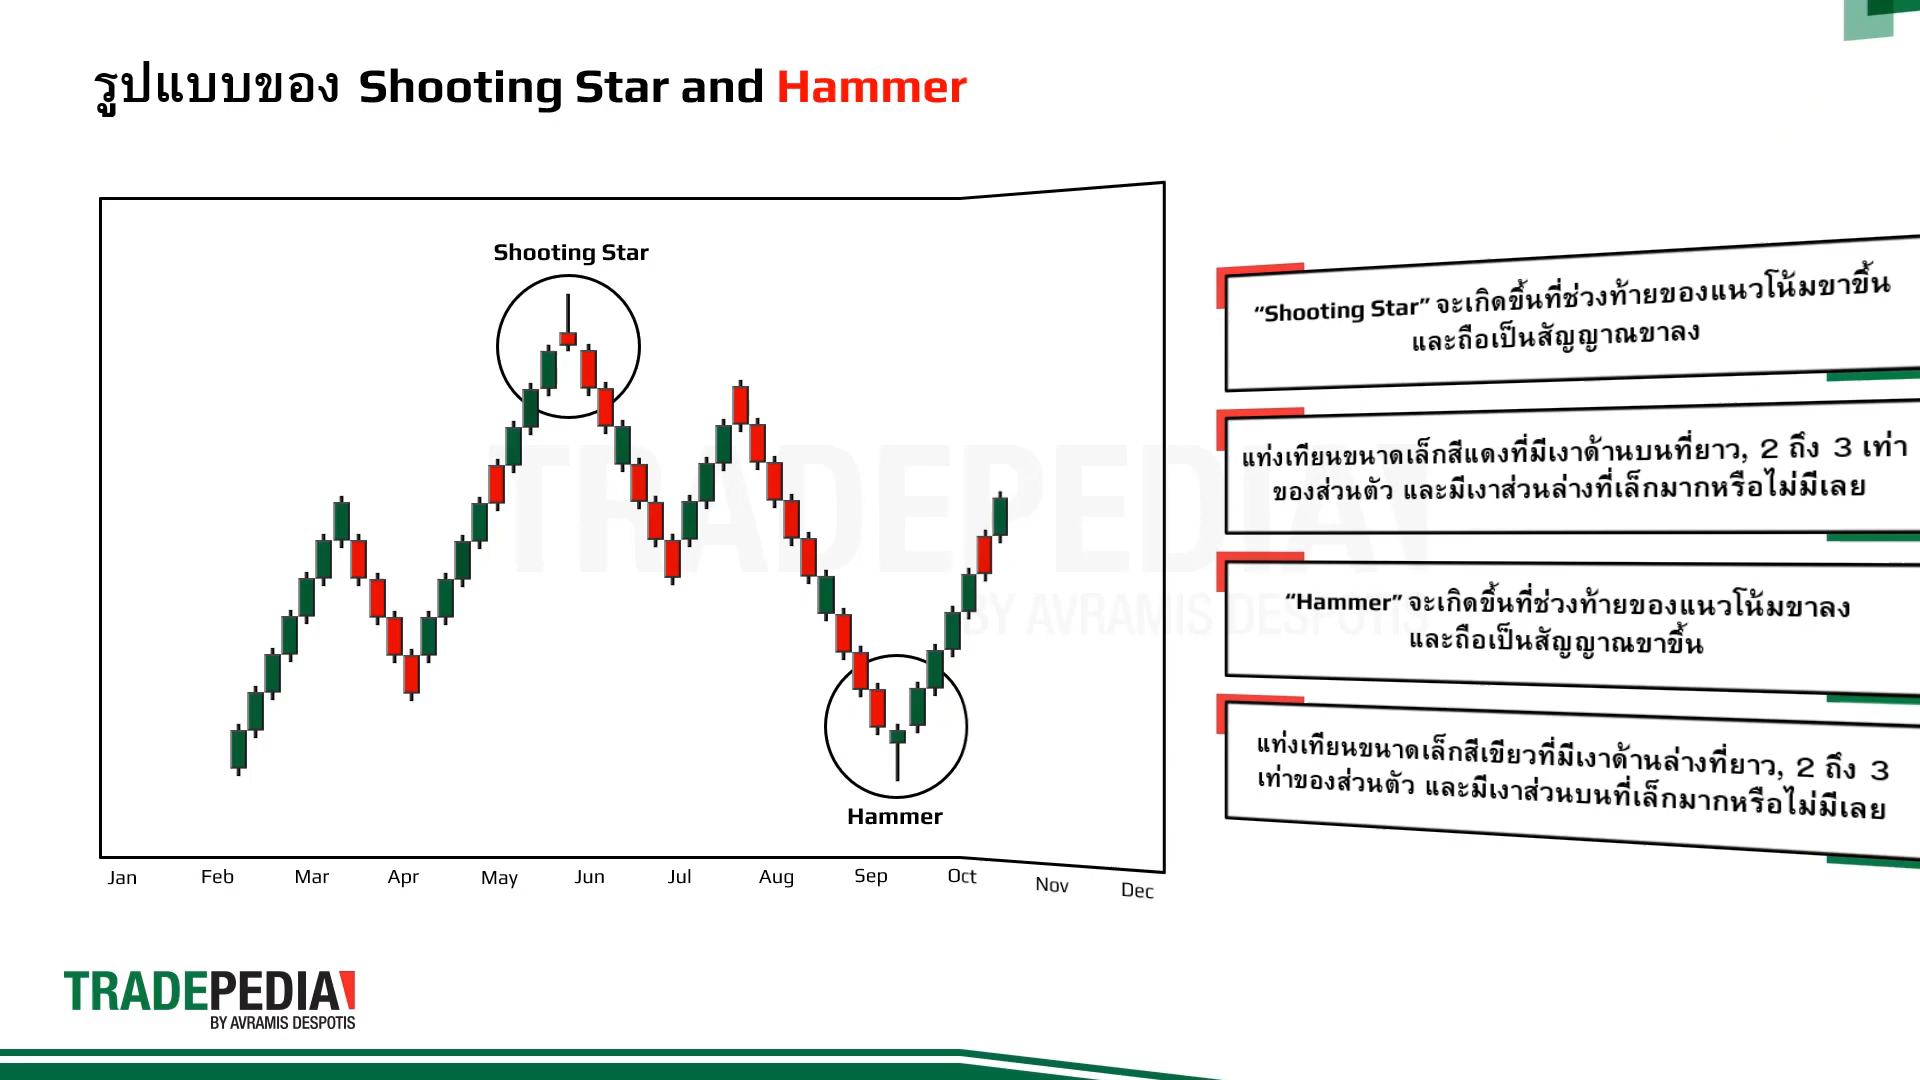 รูปแบบของ Shooting Star and Hammer
Shooting Star
Hammer
Jan Feb Mar Apr May Jun Jul Aug Sep Oct Nov Dec
“Shooting Star” จะเกิดขึ้นที่ช่วงท้ายของแนวโน้มขาขึ้น
และถือเป็นสัญญาณขาลง
แท่งเทียนขนาดเล็กสีแดงที่มีเงาด้านบนที่ยาว, 2 ถึง 3 เท่า
ของส่วนตัว และมีเงาส่วนล่างที่เล็กมากหรือไม่มีเลย
“Hammer” จะเกิดขึ้นที่ช่วงท้ายของแนวโน้มขาลง
และถือเป็นสัญญาณขาขึ้น
แท่งเทียนขนาดเล็กสีเขียวที่มีเงาด้านล่างที่ยาว, 2 ถึง 3
เท่าของส่วนตัว และมีเงาส่วนบนที่เล็กมากหรือไม่มีเลย
TRADEPEDIA
BY AVRAMIS DESPOTIS
TRADEPEDIA
BY AVRAMIS DESPOTIS